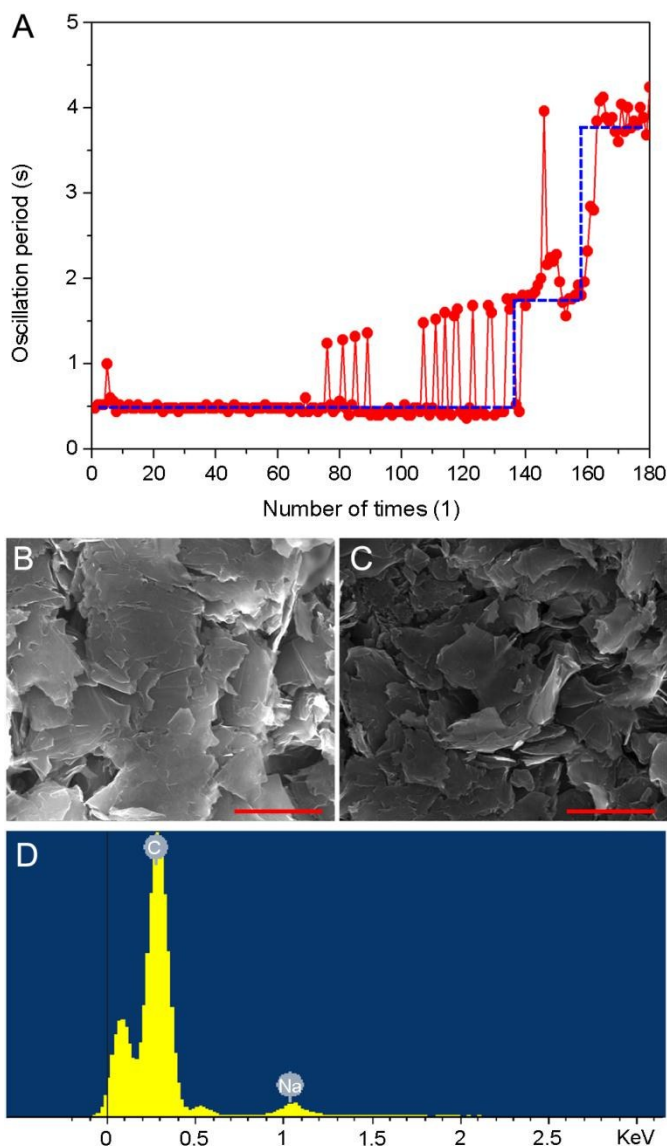 A
Oscillation period (s)
5
4
3
2
1
0
0 20 40 60 80 100 120 140 160 180
Number of times (1)
B
C
D
C
Na
0 0.5 1 1.5 2 2.5 KeV